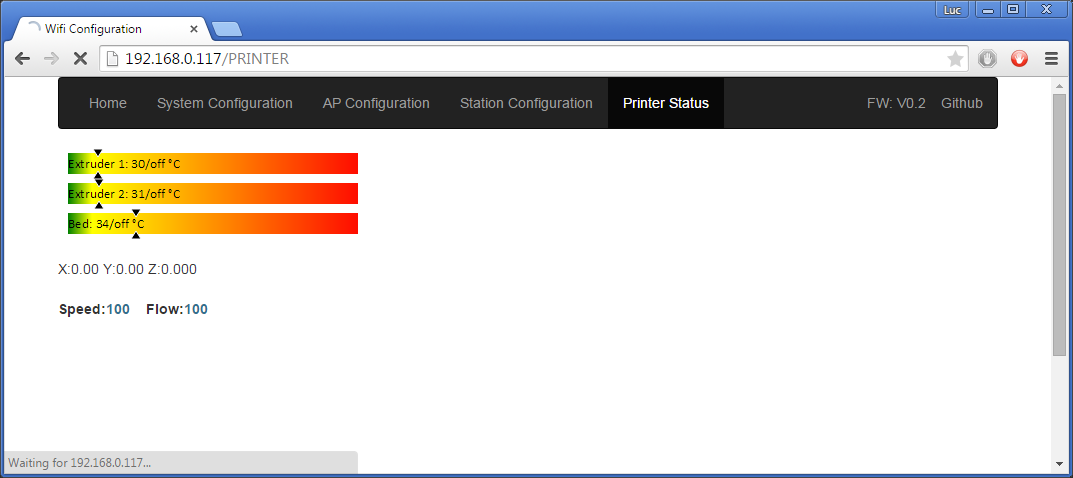 Luc
Wifi Configuration
192.168.0.117/PRINTER
Home System Configuration AP Configuration Station Configuration Printer Status FW: V0.2 Github
Extruder 1: 30/off °C
Extruder 2: 31/off °C
Bed: 34/off °C
X:0.00 Y:0.00 Z:0.000
Speed:100 Flow:100
Waiting for 192.168.0.117...